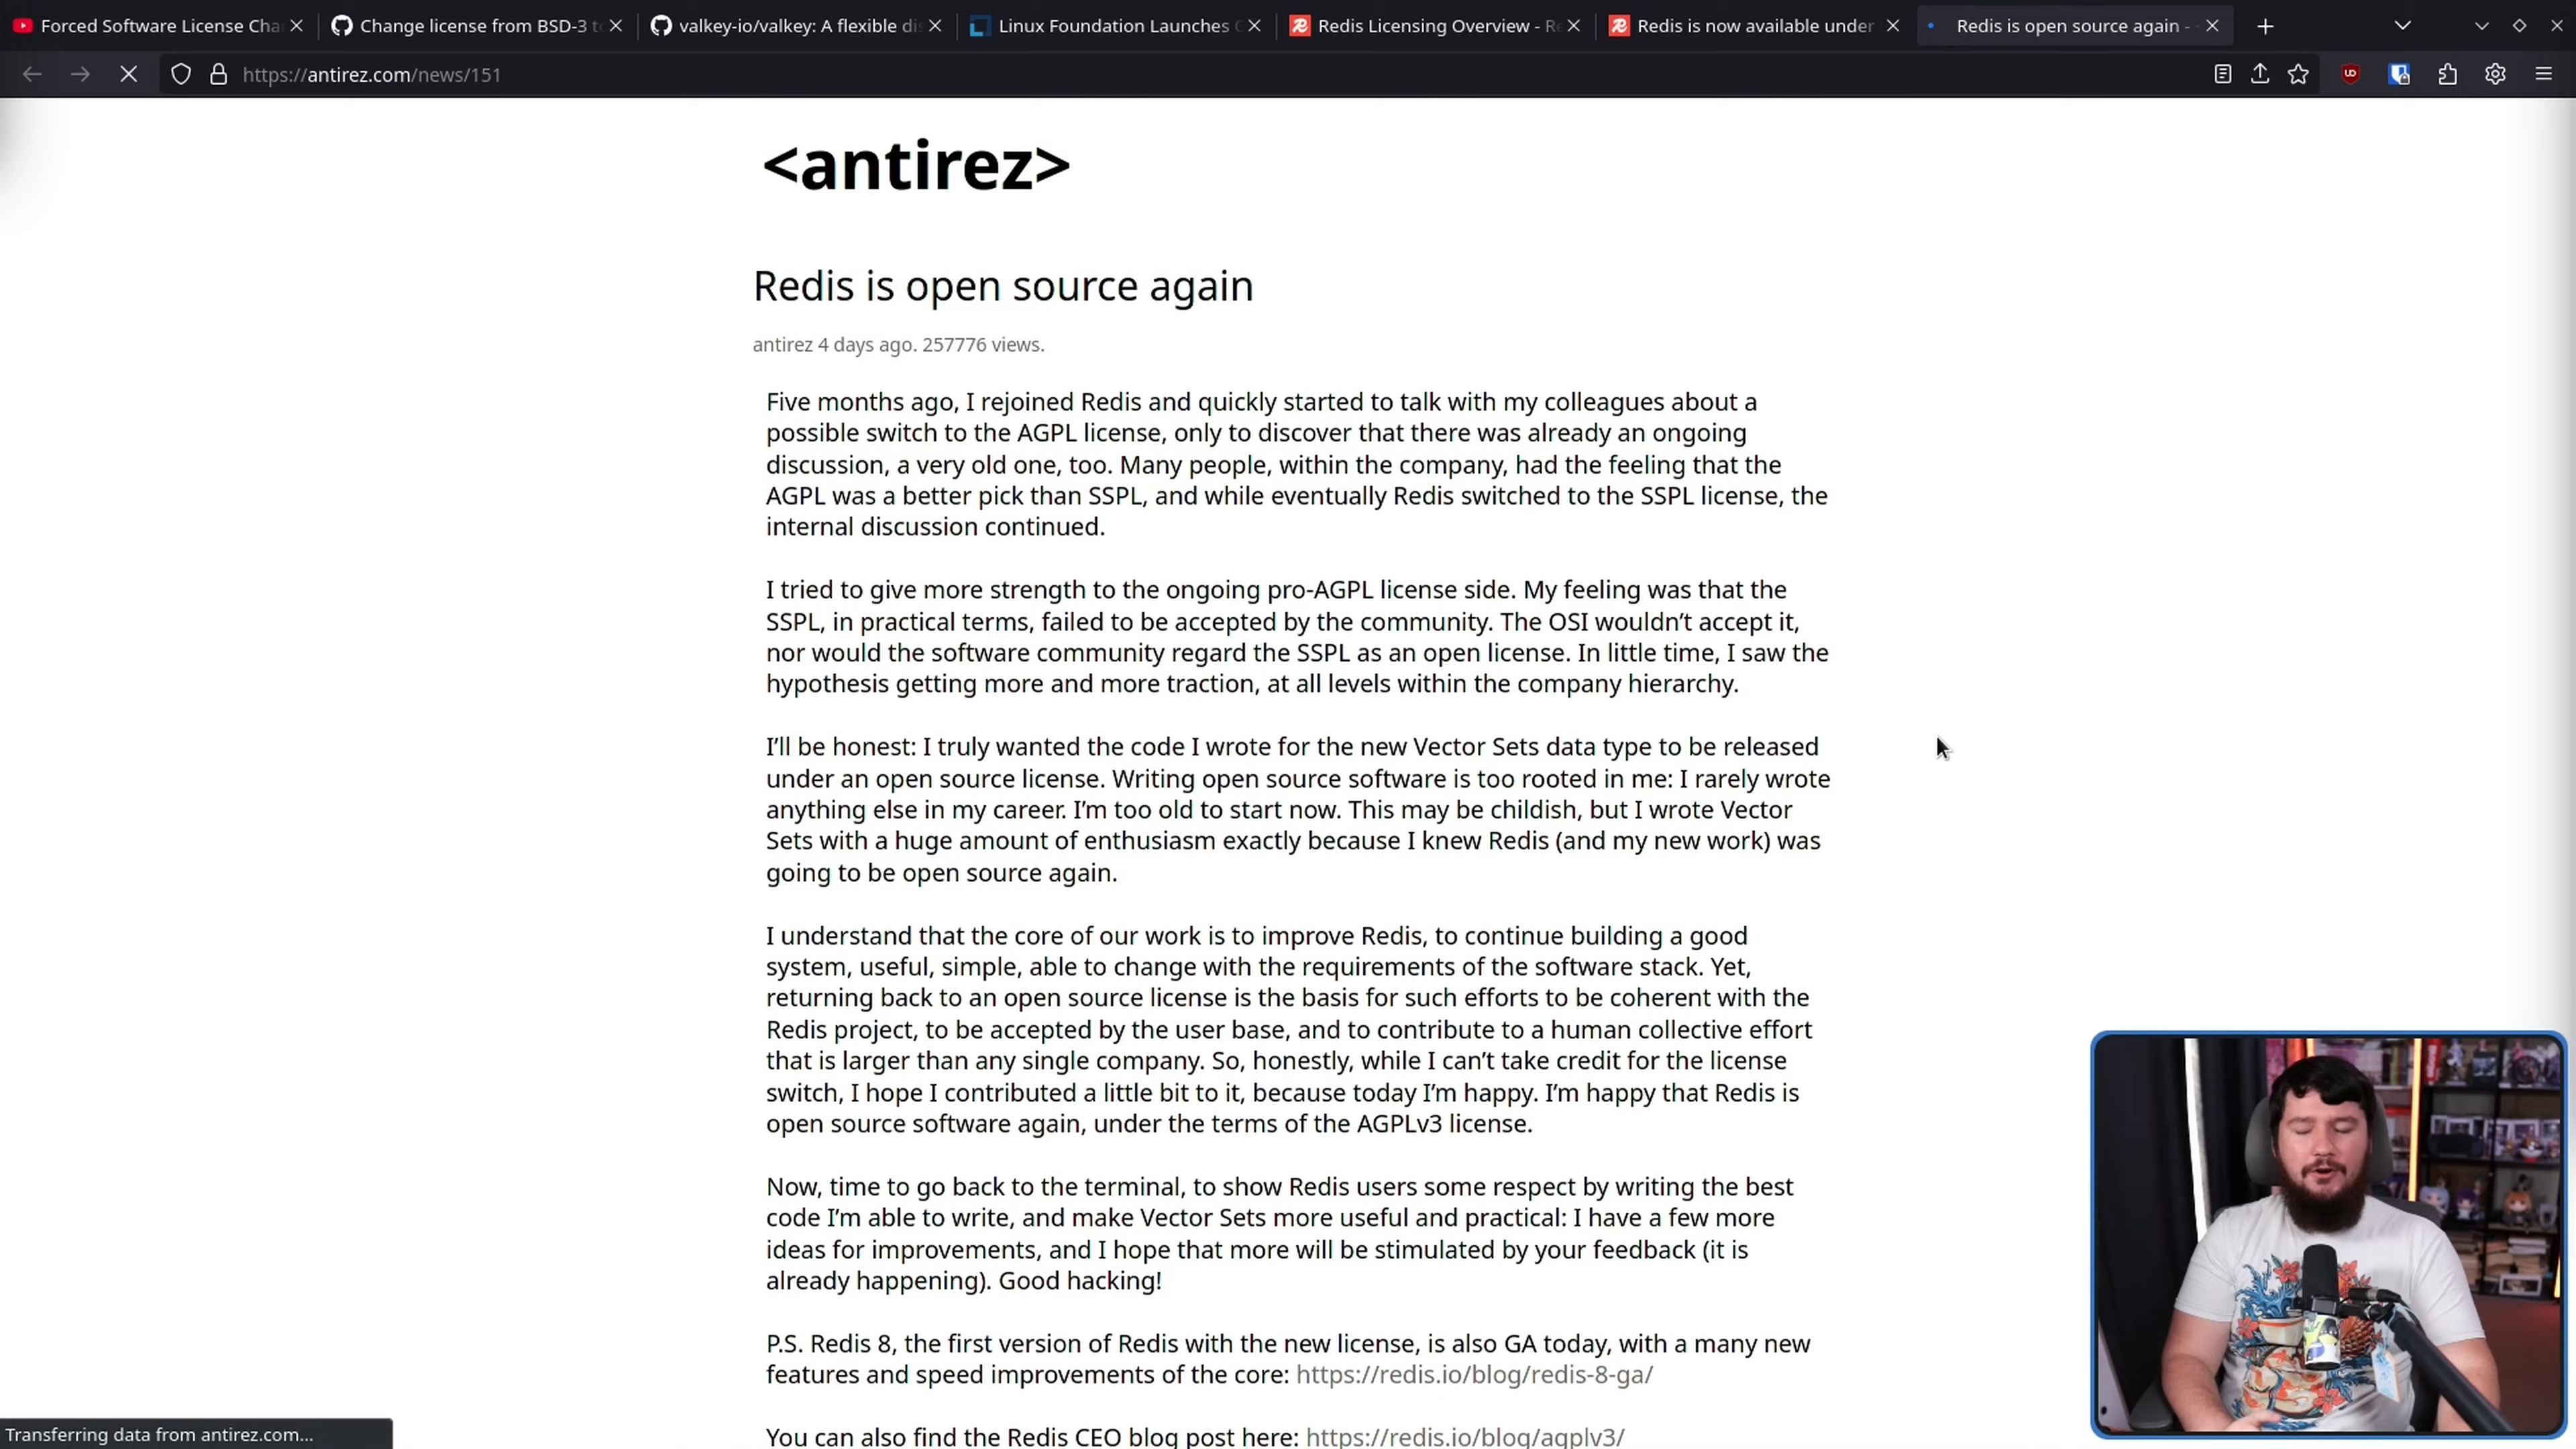 Forced Software License Cha
Change license from BSD-3 t
valkey-io/valkey: A flexible di
Linux Foundation Launches
Redis Licensing Overview - R
Redis is now available under
Redis is open source again -
https://antirez.com/news/151
<antirez>
Redis is open source again
antirez 4 days ago. 257776 views.
Five months ago, I rejoined Redis and quickly started to talk with my colleagues about a
possible switch to the AGPL license, only to discover that there was already an ongoing
discussion, a very old one, too. Many people, within the company, had the feeling that the
AGPL was a better pick than SSPL, and while eventually Redis switched to the SSPL license, the
internal discussion continued.
I tried to give more strength to the ongoing pro-AGPL license side. My feeling was that the
SSPL, in practical terms, failed to be accepted by the community. The OSI wouldn’t accept it,
nor would the software community regard the SSPL as an open license. In little time, I saw the
hypothesis getting more and more traction, at all levels within the company hierarchy.
I’ll be honest: I truly wanted the code I wrote for the new Vector Sets data type to be released
under an open source license. Writing open source software is too rooted in me: I rarely wrote
anything else in my career. I’m too old to start now. This may be childish, but I wrote Vector
Sets with a huge amount of enthusiasm exactly because I knew Redis (and my new work) was
going to be open source again.
I understand that the core of our work is to improve Redis, to continue building a good
system, useful, simple, able to change with the requirements of the software stack. Yet,
returning back to an open source license is the basis for such efforts to be coherent with the
Redis project, to be accepted by the user base, and to contribute to a human collective effort
that is larger than any single company. So, honestly, while I can’t take credit for the license
switch, I hope I contributed a little bit to it, because today I’m happy. I’m happy that Redis is
open source software again, under the terms of the AGPLv3 license.
Now, time to go back to the terminal, to show Redis users some respect by writing the best
code I’m able to write, and make Vector Sets more useful and practical: I have a few more
ideas for improvements, and I hope that more will be stimulated by your feedback (it is
already happening). Good hacking!
P.S. Redis 8, the first version of Redis with the new license, is also GA today, with a many new
features and speed improvements of the core: https://redis.io/blog/redis-8-ga/
You can also find the Redis CEO blog post here: https://redis.io/blog/agplv3/
Transferring data from antirez.com...